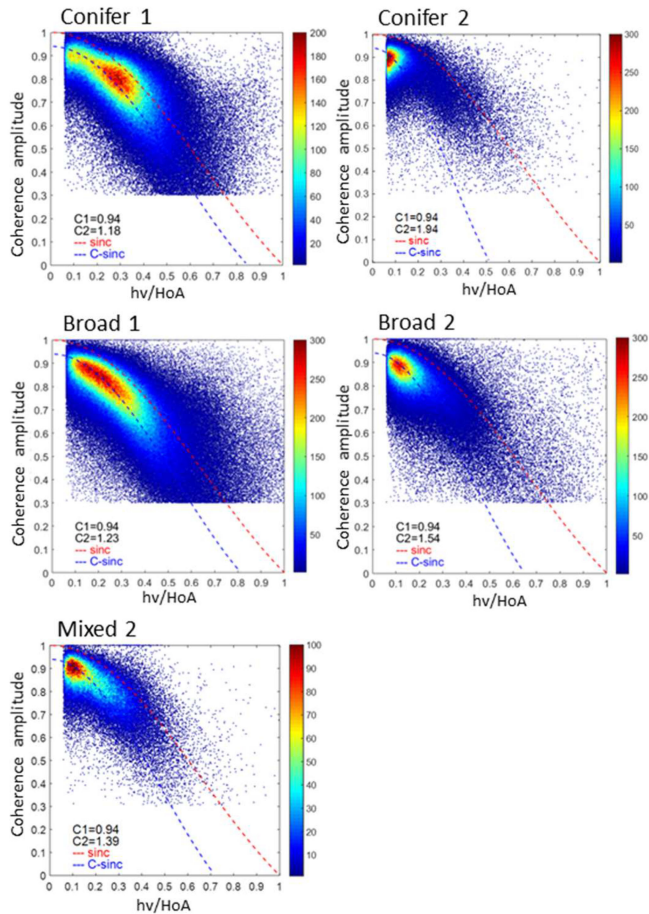 Conifer 1
Coherence amplitude
1
0.9
0.8
0.7
0.6
0.5
0.4
0.3
0.2
0.1
0
C1=0.94
C2=1.18
--- sinc
--- C-sinc
0 0.1 0.2 0.3 0.4 0.5 0.6 0.7 0.8 0.9 1
hv/HoA
200
180
160
140
120
100
80
60
40
20
Conifer 2
Coherence amplitude
1
0.9
0.8
0.7
0.6
0.5
0.4
0.3
0.2
0.1
0
C1=0.94
C2=1.94
--- sinc
--- C-sinc
0 0.1 0.2 0.3 0.4 0.5 0.6 0.7 0.8 0.9 1
hv/HoA
300
250
200
150
100
50
Broad 1
Coherence amplitude
1
0.9
0.8
0.7
0.6
0.5
0.4
0.3
0.2
0.1
0
C1=0.94
C2=1.23
--- sinc
--- C-sinc
0 0.1 0.2 0.3 0.4 0.5 0.6 0.7 0.8 0.9 1
hv/HoA
300
250
200
150
100
50
Broad 2
Coherence amplitude
1
0.9
0.8
0.7
0.6
0.5
0.4
0.3
0.2
0.1
0
C1=0.94
C2=1.54
--- sinc
--- C-sinc
0 0.1 0.2 0.3 0.4 0.5 0.6 0.7 0.8 0.9 1
hv/HoA
300
250
200
150
100
50
Mixed 2
Coherence amplitude
1
0.9
0.8
0.7
0.6
0.5
0.4
0.3
0.2
0.1
0
C1=0.94
C2=1.39
--- sinc
--- C-sinc
0 0.1 0.2 0.3 0.4 0.5 0.6 0.7 0.8 0.9 1
hv/HoA
100
90
80
70
60
50
40
30
20
10